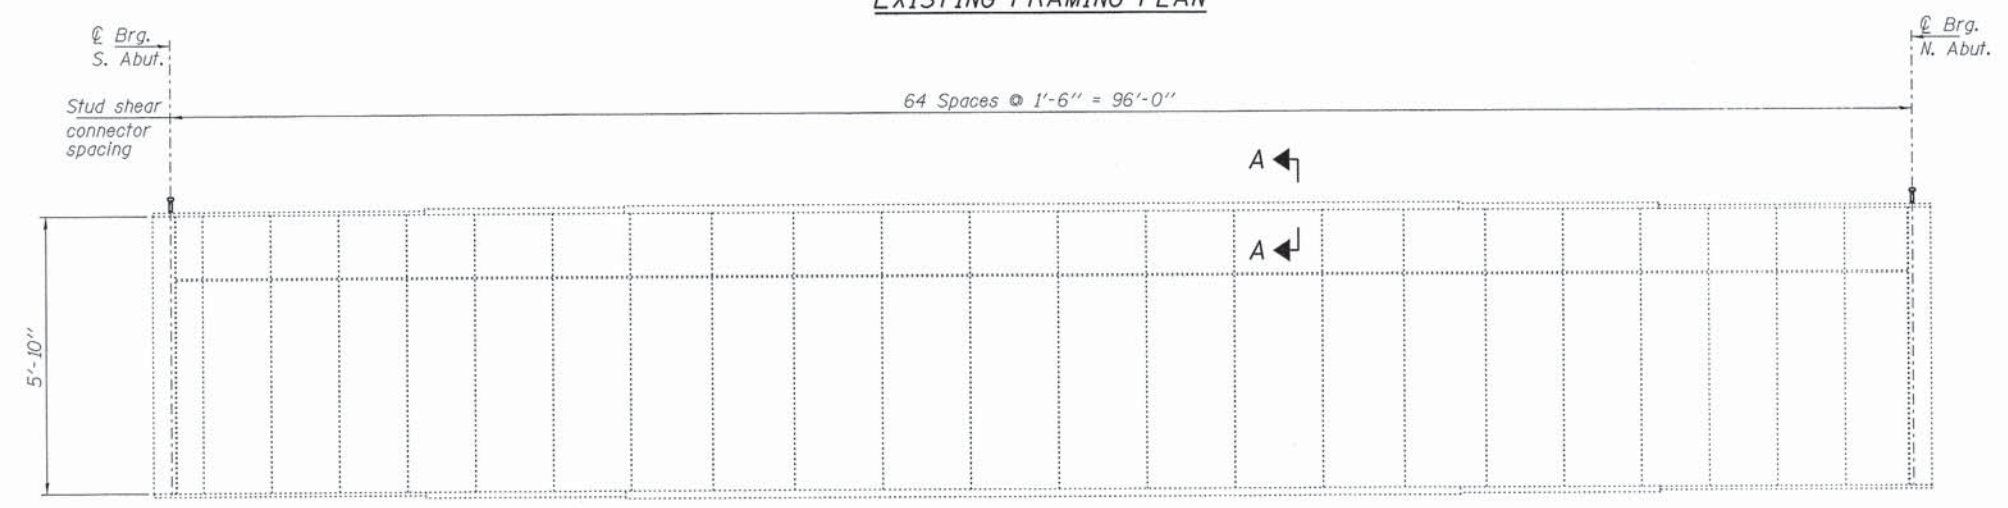 EXISTING FRAMING PLAN
℄ Brg.
S. Abut.
℄ Brg.
N. Abut.
Stud shear
connector
spacing
64 Spaces @ 1'-6" = 96'-0"
A
A
5'-10"